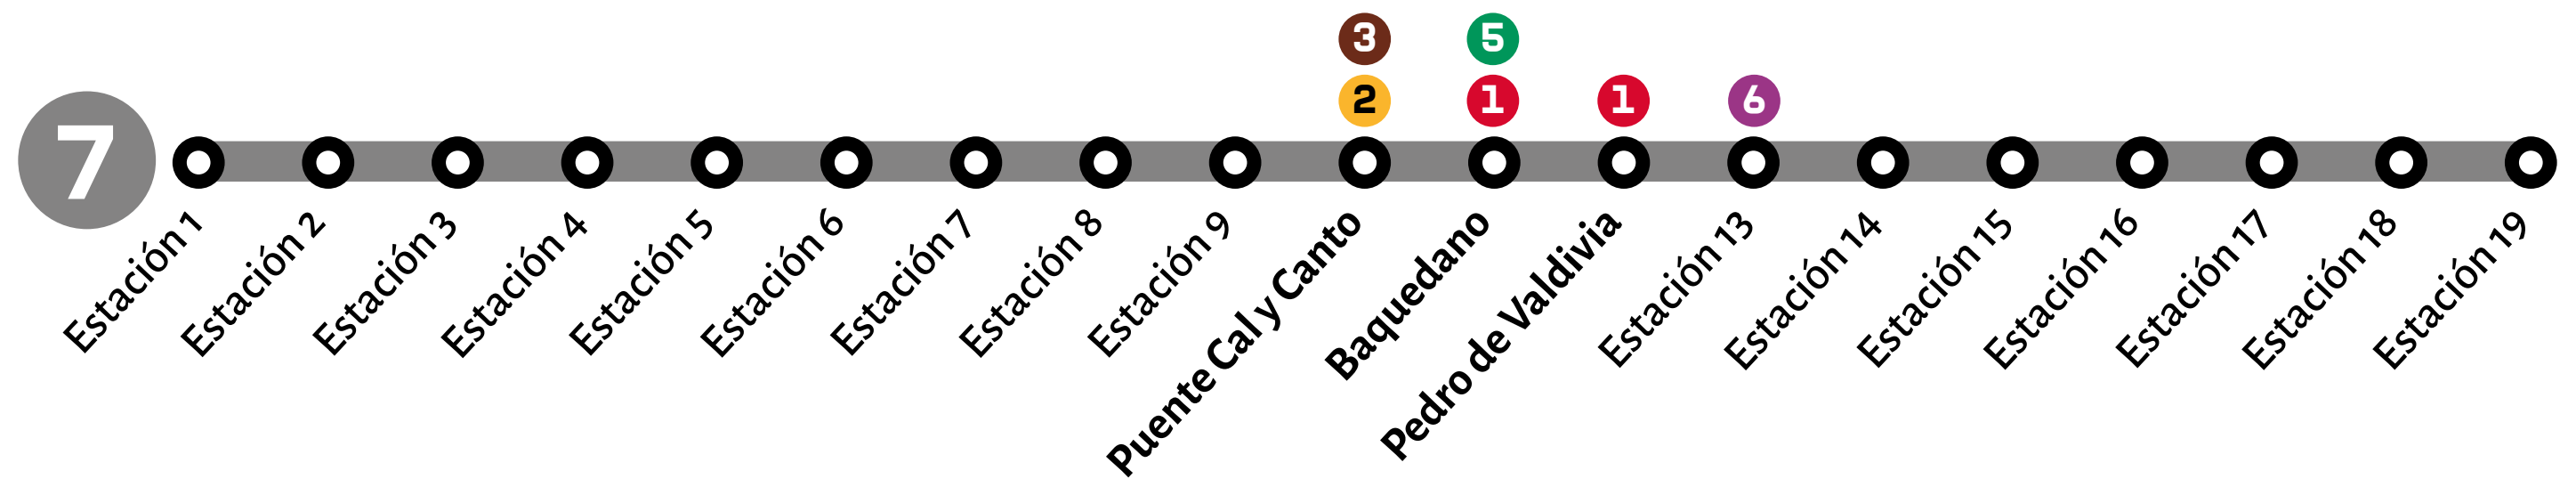 3 5
2 1 1 6
7
Estación 1
Estación 2
Estación 3
Estación 4
Estación 5
Estación 6
Estación 7
Estación 8
Estación 9
Puente Cal y Canto
Baquedano
Pedro de Valdivia
Estación 13
Estación 14
Estación 15
Estación 16
Estación 17
Estación 18
Estación 19